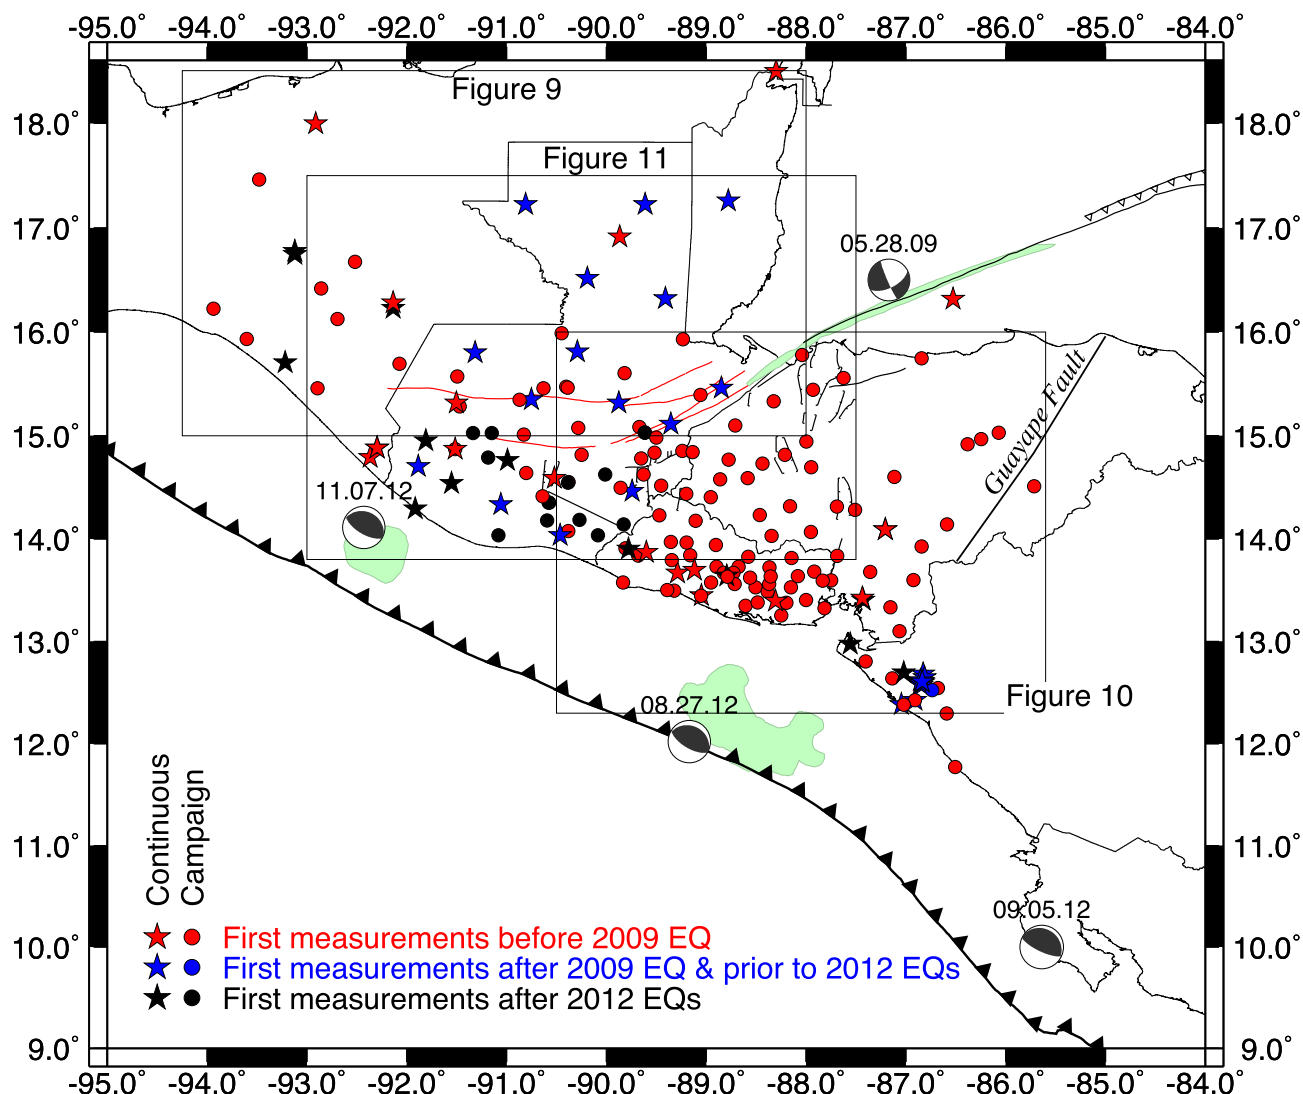 -95.0° -94.0° -93.0° -92.0° -91.0° -90.0° -89.0° -88.0° -87.0° -86.0° -85.0° -84.0°
Figure 9
18.0° 18.0°
Figure 11
17.0° 17.0°
05.28.09
16.0° 16.0°
Guayape Fault
15.0° 15.0°
11.07.12
14.0° 14.0°
13.0° 13.0°
Figure 10
08.27.12
12.0° 12.0°
Continuous
Campaign
11.0° 11.0°
09.05.12
First measurements before 2009 EQ
10.0° 10.0°
First measurements after 2009 EQ & prior to 2012 EQs
First measurements after 2012 EQs
9.0° 9.0°
-95.0° -94.0° -93.0° -92.0° -91.0° -90.0° -89.0° -88.0° -87.0° -86.0° -85.0° -84.0°